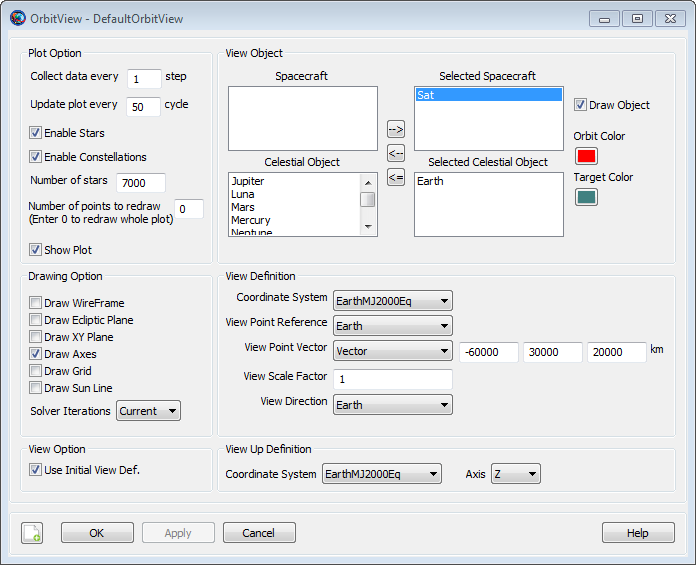 OrbitView - DefaultOrbitView
Plot Option
Collect data every 1 step
Update plot every 50 cycle
Enable Stars
Enable Constellations
Number of stars 7000
Number of points to redraw
(Enter 0 to redraw whole plot) 0
Show Plot
View Object
Spacecraft
Selected Spacecraft
Sat
-->
<--
<=
Draw Object
Orbit Color
Target Color
Celestial Object
Jupiter
Luna
Mars
Mercury
Neptune
Selected Celestial Object
Earth
Drawing Option
Draw WireFrame
Draw Ecliptic Plane
Draw XY Plane
Draw Axes
Draw Grid
Draw Sun Line
Solver Iterations Current
View Definition
Coordinate System EarthMJ2000Eq
View Point Reference Earth
View Point Vector Vector -60000 30000 20000 km
View Scale Factor 1
View Direction Earth
View Option
Use Initial View Def.
View Up Definition
Coordinate System EarthMJ2000Eq Axis Z
OK Apply Cancel Help